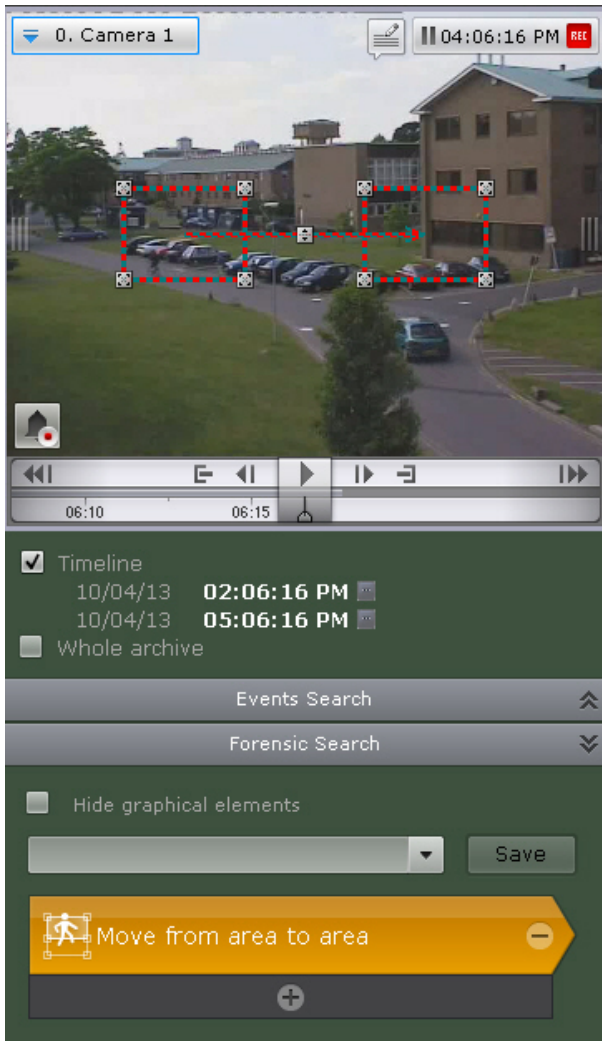 0. Camera 1
04:06:16 PM REC
06:10 06:15
Timeline
10/04/13 02:06:16 PM
10/04/13 05:06:16 PM
Whole archive
Events Search
Forensic Search
Hide graphical elements
Save
Move from area to area